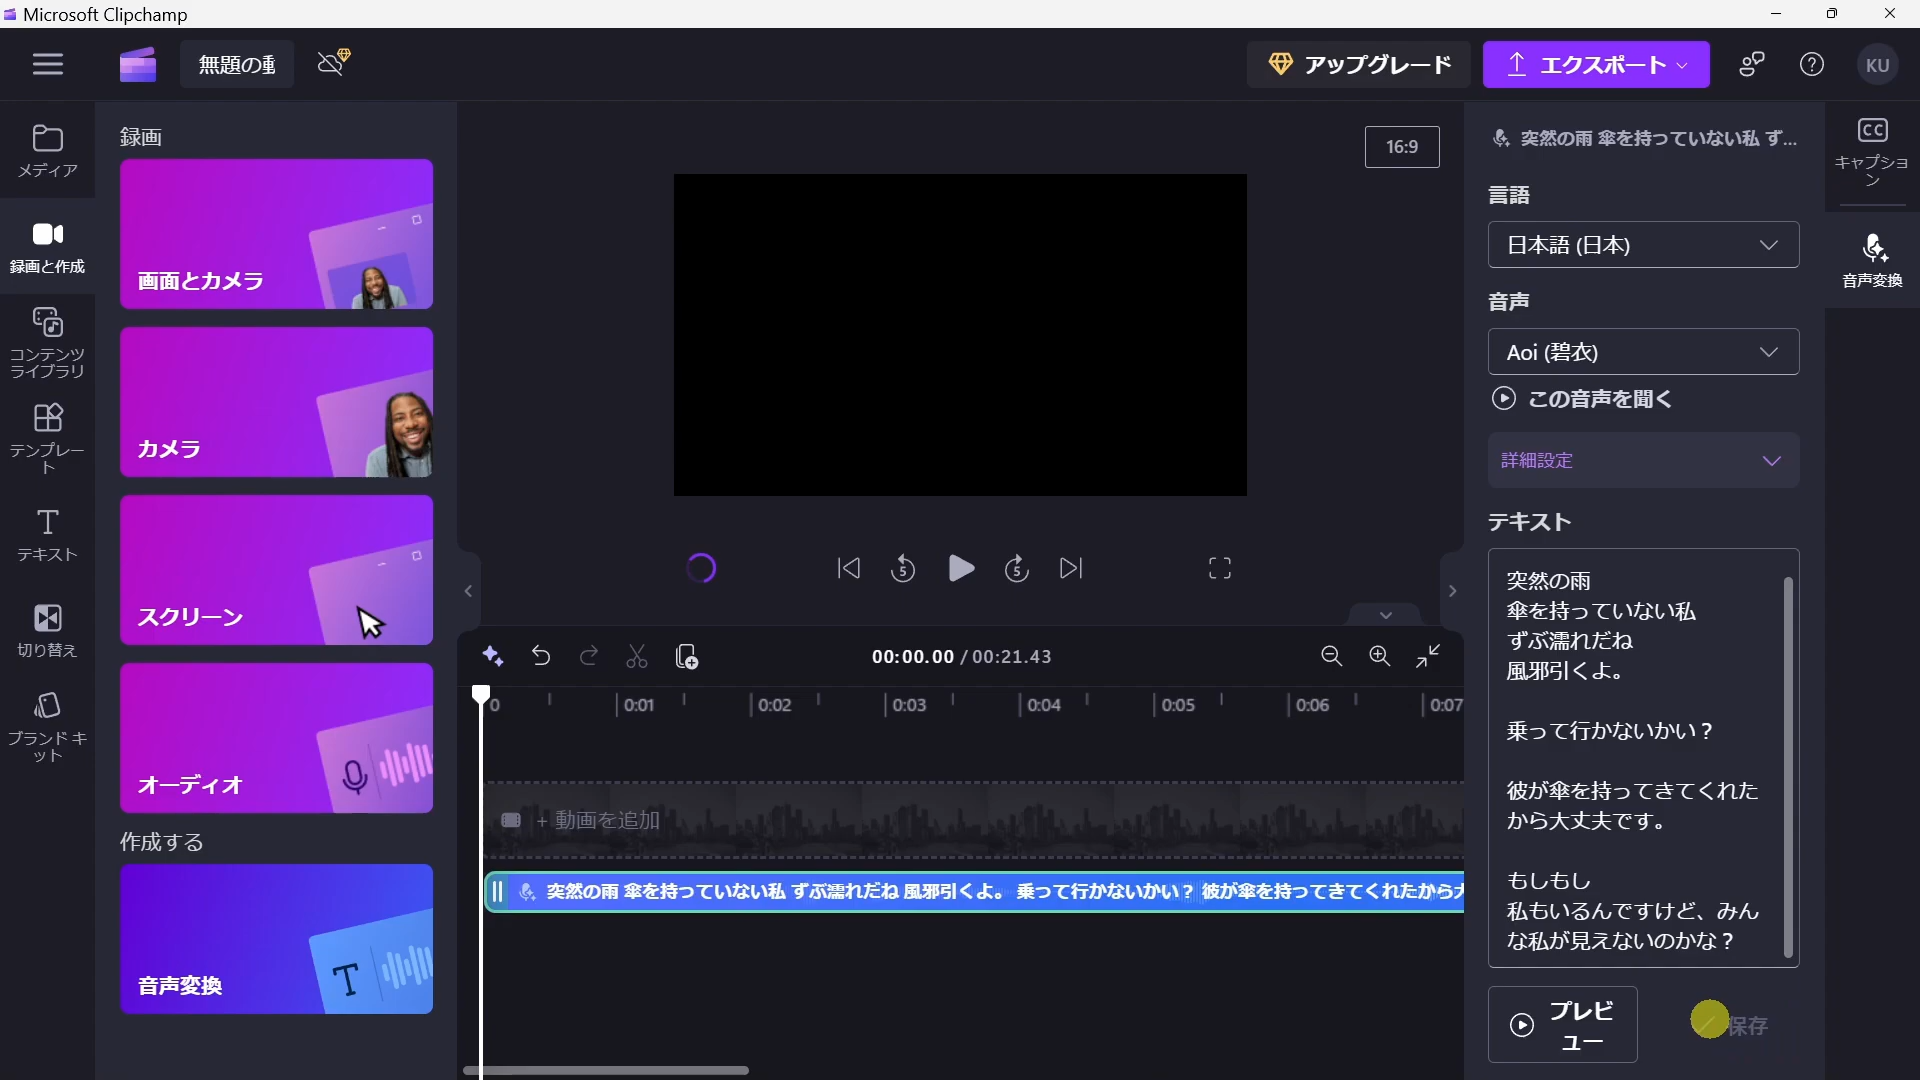 Microsoft Clipchamp
無題の動
アップグレード
エクスポート
KU
メディア
録画と作成
コンテンツ
ライブラリ
テンプレー
ト
テキスト
切り替え
ブランド キ
ット
録画
画面とカメラ
カメラ
スクリーン
オーディオ
作成する
音声変換
16:9
5
5
00:00.00 / 00:21.43
0
0:01
0:02
0:03
0:04
0:05
0:06
0:07
+ 動画を追加
突然の雨 傘を持っていない私 ずぶ濡れだね 風邪引くよ。 乗って行かないかい？ 彼が傘を持ってきてくれたから大
突然の雨 傘を持っていない私 ず...
言語
日本語 (日本)
音声
Aoi (碧衣)
この音声を聞く
詳細設定
テキスト
突然の雨
傘を持っていない私
ずぶ濡れだね
風邪引くよ。
乗って行かないかい？
彼が傘を持ってきてくれた
から大丈夫です。
もしもし
私もいるんですけど、みん
な私が見えないのかな？
プレビ
ュー
保存
CC
キャプショ
ン
音声変換